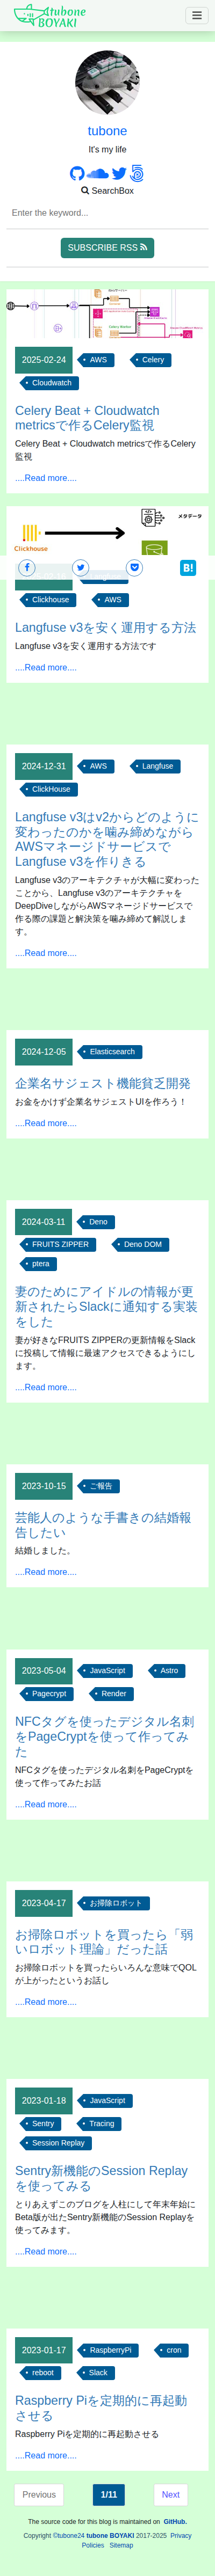 tubone
BOYAKI
tubone
It's my life
SearchBox
Enter the keyword...
SUBSCRIBE RSS
2025-02-24
AWS
Celery
Cloudwatch
Celery Beat + Cloudwatch
metricsで作るCelery監視
Celery Beat + Cloudwatch metricsで作るCelery
監視
....Read more....
メタデータ
Clickhouse
B!
Clickhouse
AWS
Langfuse v3を安く運用する方法
Langfuse v3を安く運用する方法です
....Read more....
2024-12-31
AWS
Langfuse
ClickHouse
Langfuse v3はv2からどのように
変わったのかを噛み締めながら
AWSマネージドサービスで
Langfuse v3を作りきる
Langfuse v3のアーキテクチャが大幅に変わった
ことから、Langfuse v3のアーキテクチャを
DeepDiveしながらAWSマネージドサービスで
作る際の課題と解決策を噛み締めて解説しま
す。
....Read more....
2024-12-05
Elasticsearch
企業名サジェスト機能貧乏開発
お金をかけず企業名サジェストUIを作ろう！
....Read more....
2024-03-11
Deno
FRUITS ZIPPER
Deno DOM
ptera
妻のためにアイドルの情報が更
新されたらSlackに通知する実装
をした
妻が好きなFRUITS ZIPPERの更新情報をSlack
に投稿して情報に最速アクセスできるようにし
ます。
....Read more....
2023-10-15
ご報告
芸能人のような手書きの結婚報
告したい
結婚しました。
....Read more....
2023-05-04
JavaScript
Astro
Pagecrypt
Render
NFCタグを使ったデジタル名刺
をPageCryptを使って作ってみ
た
NFCタグを使ったデジタル名刺をPageCryptを
使って作ってみたお話
....Read more....
2023-04-17
お掃除ロボット
お掃除ロボットを買ったら「弱
いロボット理論」だった話
お掃除ロボットを買ったらいろんな意味でQOL
が上がったというお話し
....Read more....
2023-01-18
JavaScript
Sentry
Tracing
Session Replay
Sentry新機能のSession Replay
を使ってみる
とりあえずこのブログを人柱にして年末年始に
Beta版が出たSentry新機能のSession Replayを
使ってみます。
....Read more....
2023-01-17
RaspberryPi
cron
reboot
Slack
Raspberry Piを定期的に再起動
させる
Raspberry Piを定期的に再起動させる
....Read more....
Previous
1/11
Next
The source code for this blog is maintained on GitHub.
Copyright ©tubone24 tubone BOYAKI 2017-2025 Privacy
Policies Sitemap